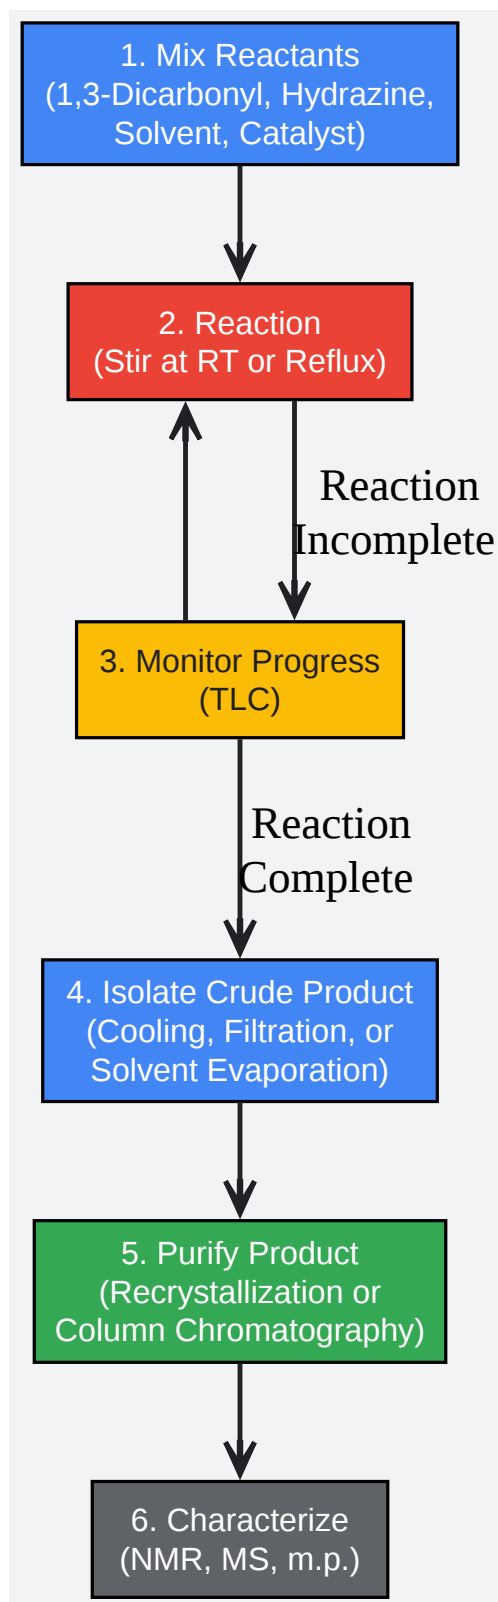 1. Mix Reactants
(1,3-Dicarbonyl, Hydrazine,
Solvent, Catalyst)
2. Reaction
(Stir at RT or Reflux)
Reaction
Incomplete
3. Monitor Progress
(TLC)
Reaction
Complete
4. Isolate Crude Product
(Cooling, Filtration, or
Solvent Evaporation)
5. Purify Product
(Recrystallization or
Column Chromatography)
6. Characterize
(NMR, MS, m.p.)